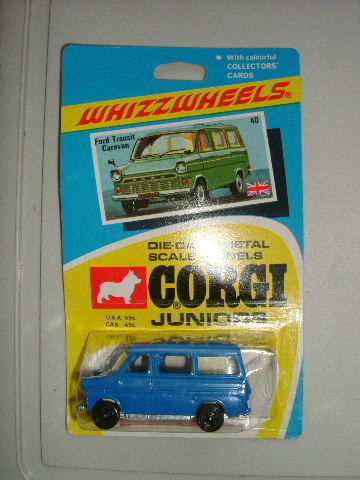 With colourful
COLLECTORS'
CARDS
WHIZZWHEELS®
Ford Transit
Caravan
40
DIE-CAST METAL
SCALE MODELS
CORGI®
JUNIORS
U.S.A. 59c.
CAN. 49c.